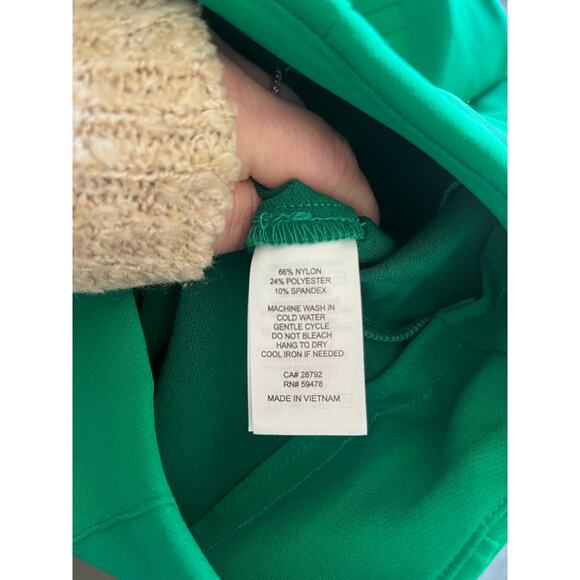 66% NYLON
24% POLYESTER
10% SPANDEX
MACHINE WASH IN
COLD WATER
GENTLE CYCLE
DO NOT BLEACH
HANG TO DRY
COOL IRON IF NEEDED
CA# 28792
RN# 59478
MADE IN VIETNAM